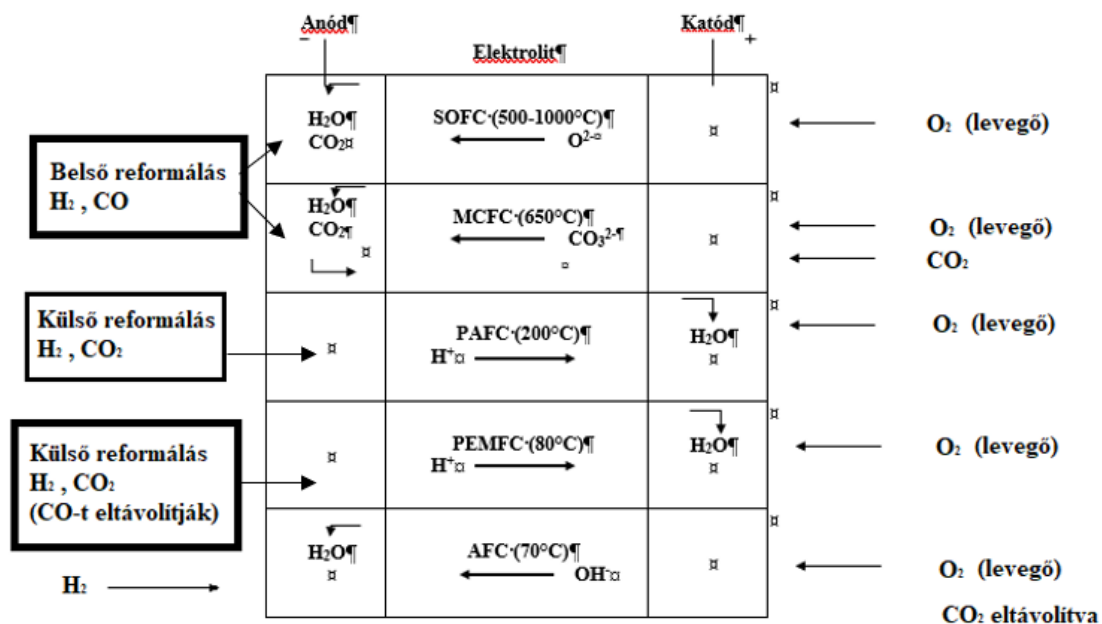 Anód¶
−
Katód¶
+
Elektrolit¶
Belső reformálás
H₂ , CO
H₂O¶
CO₂¤
SOFC·(500-1000°C)¶
O²⁻¤
¤
¤
O₂ (levegő)
H₂O¶
CO₂¶
¤
MCFC·(650°C)¶
CO₃²⁻¶
¤
¤
¤
O₂ (levegő)
CO₂
Külső reformálás
H₂ , CO₂
¤
PAFC·(200°C)¶
H⁺¤
H₂O¶
¤
¤
O₂ (levegő)
Külső reformálás
H₂ , CO₂
(CO-t eltávolítják)
¤
PEMFC·(80°C)¶
H⁺¤
H₂O¶
¤
¤
O₂ (levegő)
H₂
H₂O¶
¤
AFC·(70°C)¶
OH⁻¤
¤
¤
O₂ (levegő)
CO₂ eltávolítva